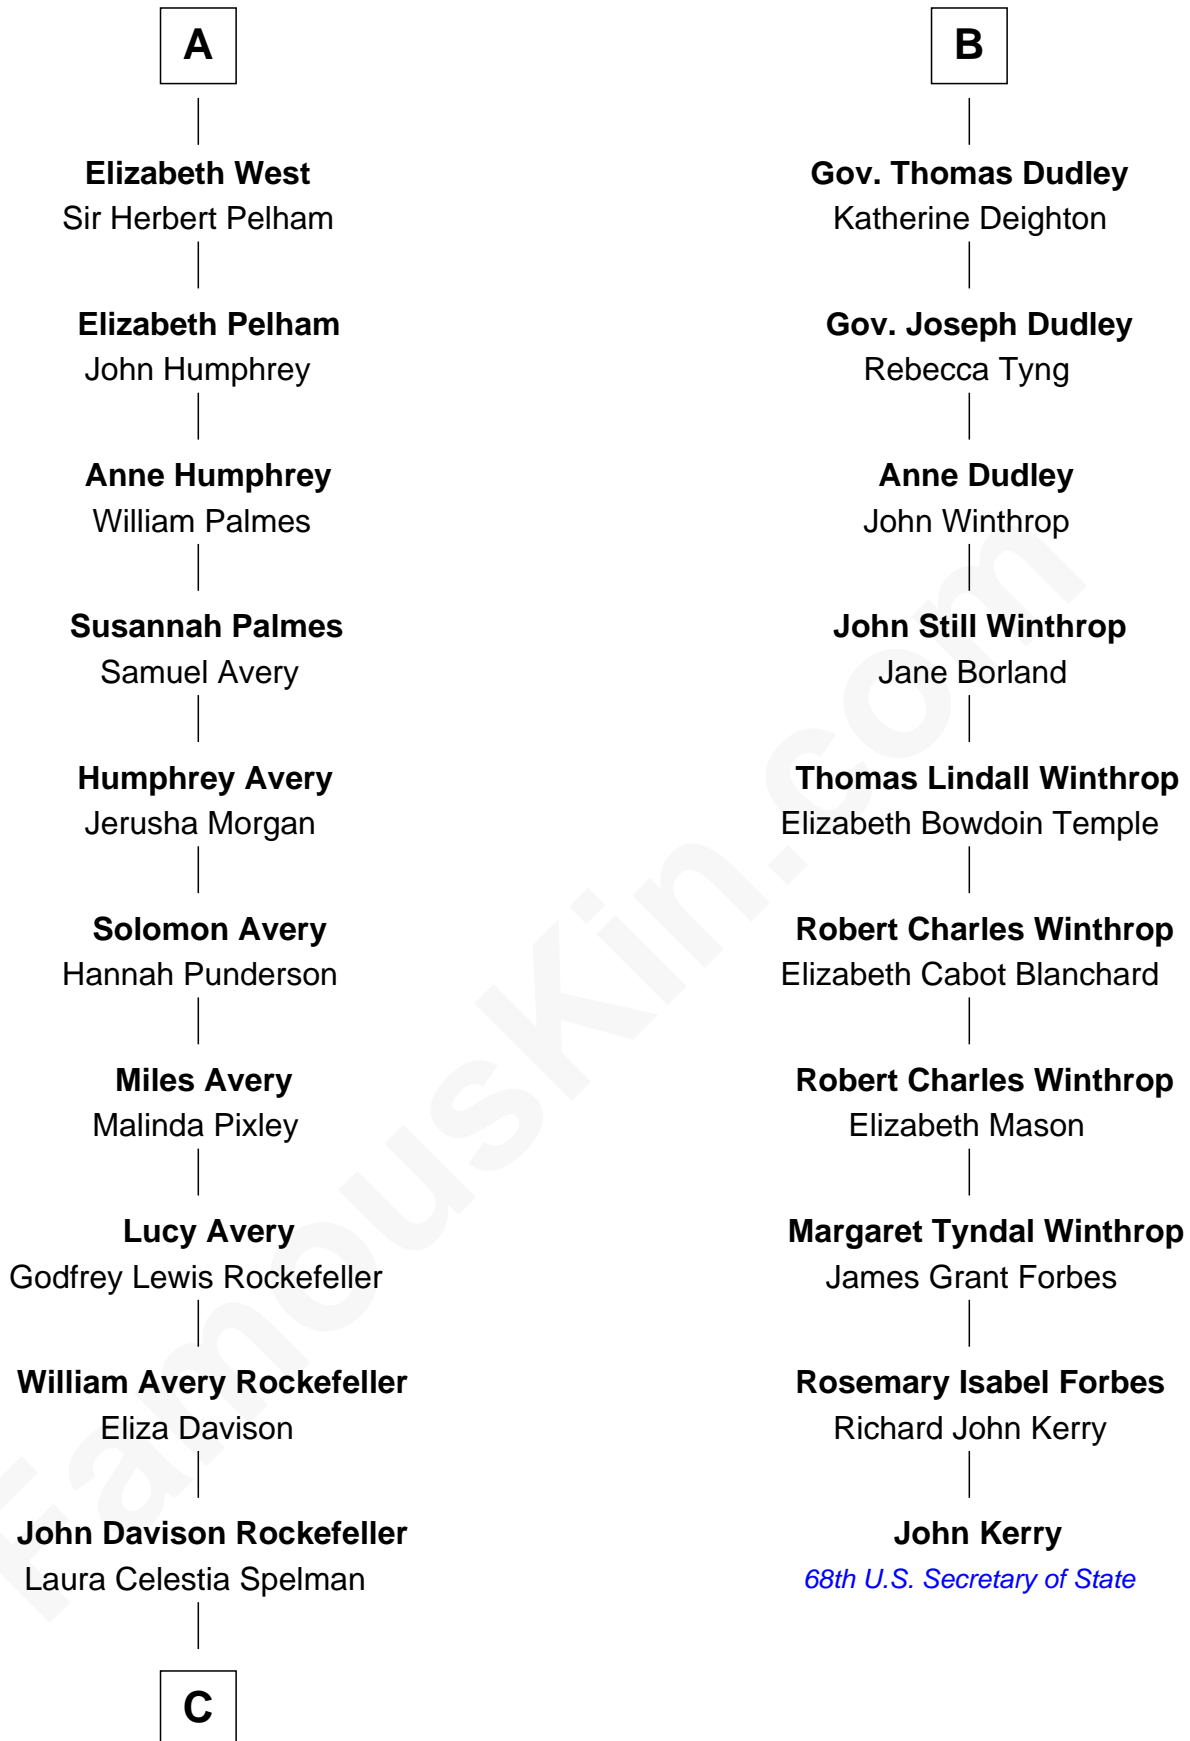 A
Elizabeth West
Sir Herbert Pelham
Elizabeth Pelham
John Humphrey
Anne Humphrey
William Palmes
Susannah Palmes
Samuel Avery
Humphrey Avery
Jerusha Morgan
Solomon Avery
Hannah Punderson
Miles Avery
Malinda Pixley
Lucy Avery
Godfrey Lewis Rockefeller
William Avery Rockefeller
Eliza Davison
John Davison Rockefeller
Laura Celestia Spelman
C
B
Gov. Thomas Dudley
Katherine Deighton
Gov. Joseph Dudley
Rebecca Tyng
Anne Dudley
John Winthrop
John Still Winthrop
Jane Borland
Thomas Lindall Winthrop
Elizabeth Bowdoin Temple
Robert Charles Winthrop
Elizabeth Cabot Blanchard
Robert Charles Winthrop
Elizabeth Mason
Margaret Tyndal Winthrop
James Grant Forbes
Rosemary Isabel Forbes
Richard John Kerry
John Kerry
68th U.S. Secretary of State
FamousKin.com